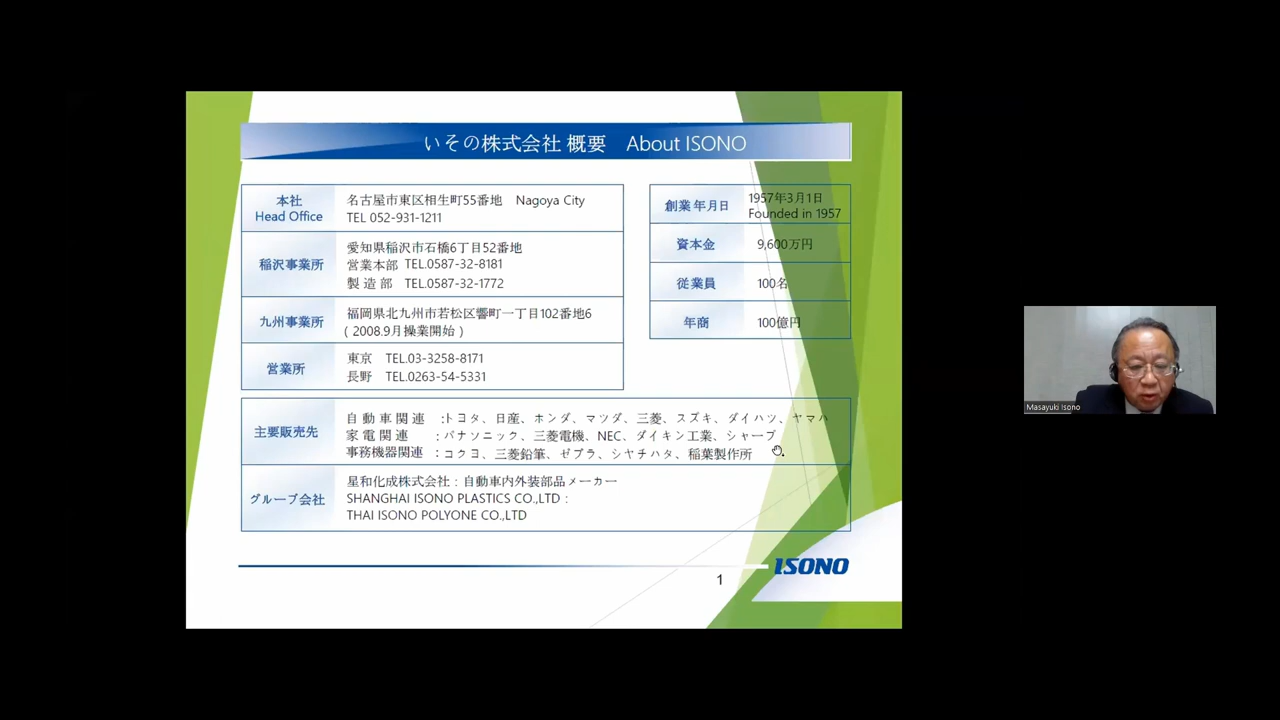 いその株式会社 概要 About ISONO
本社
Head Office
名古屋市東区相生町55番地 Nagoya City
TEL 052-931-1211
稲沢事業所
愛知県稲沢市石橋6丁目52番地
営業本部 TEL.0587-32-8181
製 造 部 TEL.0587-32-1772
九州事業所
福岡県北九州市若松区響町一丁目102番地6
( 2008.9月操業開始 )
営業所
東京 TEL.03-3258-8171
長野 TEL.0263-54-5331
創業年月日
1957年3月1日
Founded in 1957
資本金
9,600万円
従業員
100名
年商
100億円
主要販売先
自 動 車 関 連 :トヨタ、日産、ホンダ、マツダ、三菱、スズキ、ダイハツ、ヤマハ
家 電 関 連 :パナソニック、三菱電機、NEC、ダイキン工業、シャープ
事務機器関連 :コクヨ、三菱鉛筆、ゼブラ、シヤチハタ、稲葉製作所
グループ会社
星和化成株式会社:自動車内外装部品メーカー
SHANGHAI ISONO PLASTICS CO.,LTD:
THAI ISONO POLYONE CO.,LTD
ISONO
1
Masayuki Isono